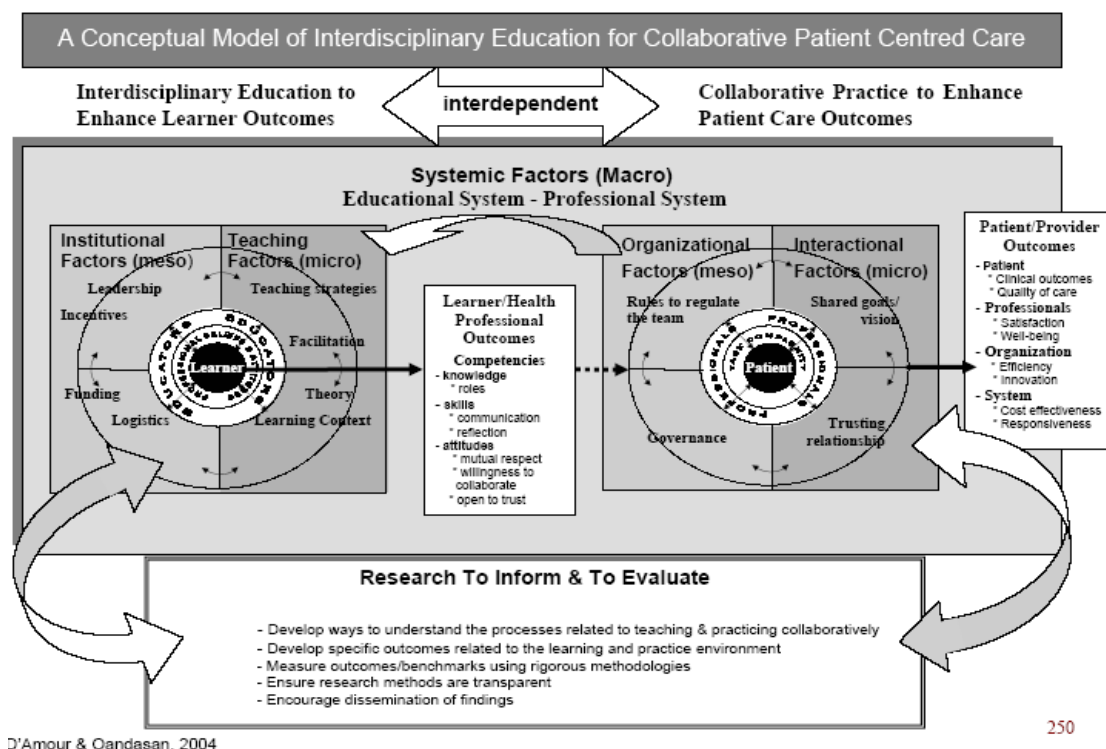 A Conceptual Model of Interdisciplinary Education for Collaborative Patient Centred Care
Interdisciplinary Education to
Enhance Learner Outcomes
interdependent
Collaborative Practice to Enhance
Patient Care Outcomes
Systemic Factors (Macro)
Educational System - Professional System
Institutional
Factors (meso)
Teaching
Factors (micro)
Leadership
Teaching strategies
Incentives
Facilitation
EDUCATORS
EDUCATORS
Learner
Funding
Theory
Logistics
Learning Context
Learner/Health
Professional
Outcomes
Competencies
- knowledge
* roles
- skills
* communication
* reflection
- attitudes
* mutual respect
* willingness to
collaborate
* open to trust
Organizational
Factors (meso)
Interactional
Factors (micro)
Rules to regulate
the team
Shared goals/
vision
PROFESSIONALS
PROFESSIONALS
TASK COMPLEXITY
Patient
Governance
Trusting
relationship
Patient/Provider
Outcomes
- Patient
* Clinical outcomes
* Quality of care
- Professionals
* Satisfaction
* Well-being
- Organization
* Efficiency
* Innovation
- System
* Cost effectiveness
* Responsiveness
Research To Inform & To Evaluate
- Develop ways to understand the processes related to teaching & practicing collaboratively
- Develop specific outcomes related to the learning and practice environment
- Measure outcomes/benchmarks using rigorous methodologies
- Ensure research methods are transparent
- Encourage dissemination of findings
250
D'Amour & Oandasan, 2004